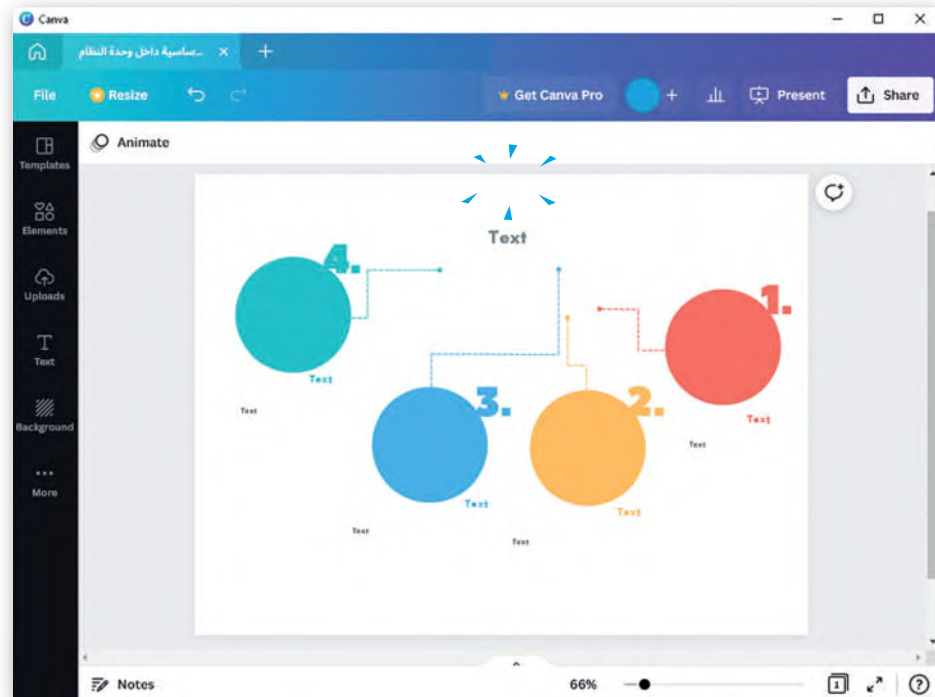 Canva
ساسية داخل وحدة النظام...
File
Resize
Get Canva Pro
Present
Share
Templates
Elements
Uploads
Text
Background
More
Animate
Text
4.
1.
Text
Text
3.
2.
Text
Text
Text
Text
Text
Text
Notes
66%
1
?